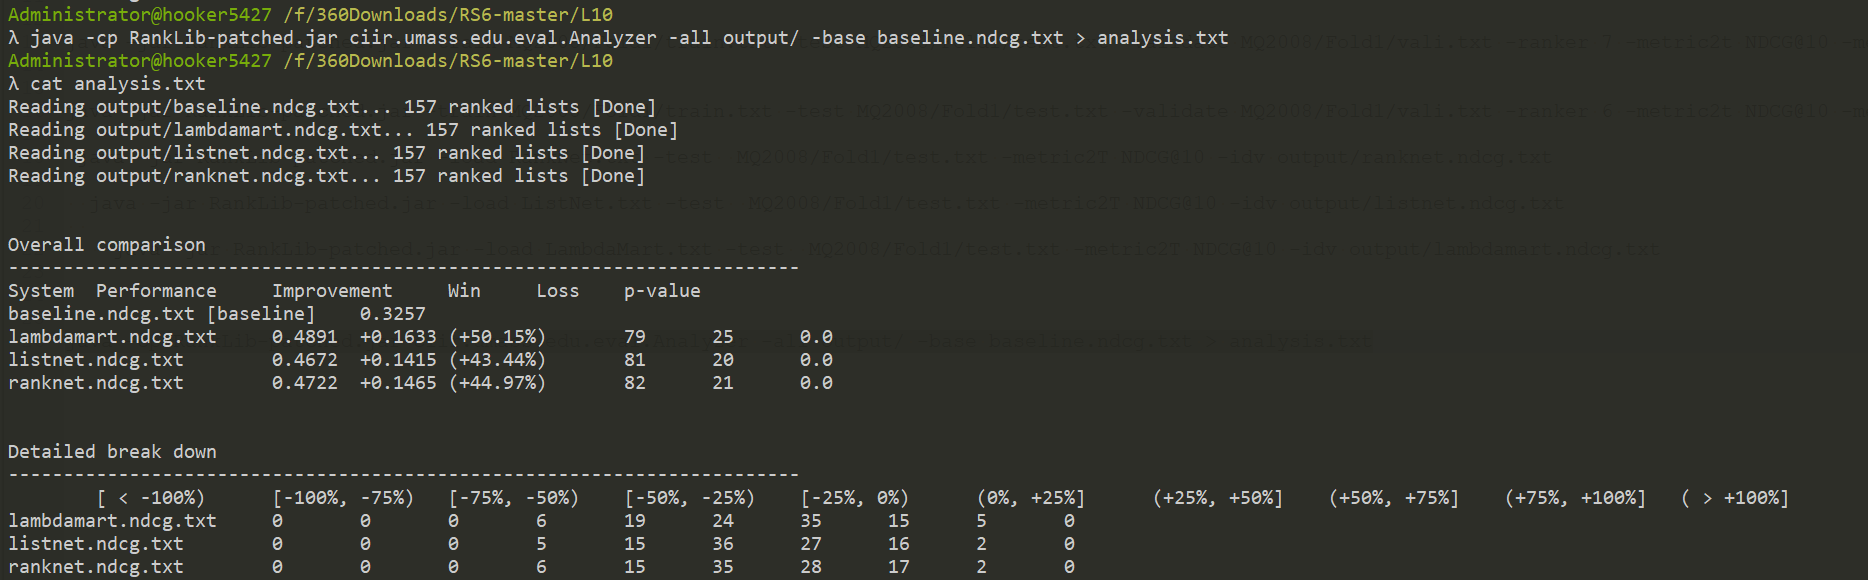 Administrator@hooker5427 /f/360Downloads/RS6-master/L10
λ java -cp RankLib-patched.jar ciir.umass.edu.eval.Analyzer -all output/ -base baseline.ndcg.txt > analysis.txt
Administrator@hooker5427 /f/360Downloads/RS6-master/L10
λ cat analysis.txt
Reading output/baseline.ndcg.txt... 157 ranked lists [Done]
Reading output/lambdamart.ndcg.txt... 157 ranked lists [Done]
Reading output/listnet.ndcg.txt... 157 ranked lists [Done]
Reading output/ranknet.ndcg.txt... 157 ranked lists [Done]
Overall comparison
------------------------------------------------------------------------
System  Performance     Improvement     Win     Loss    p-value
baseline.ndcg.txt [baseline]    0.3257
lambdamart.ndcg.txt     0.4891  +0.1633 (+50.15%)       79      25      0.0
listnet.ndcg.txt        0.4672  +0.1415 (+43.44%)       81      20      0.0
ranknet.ndcg.txt        0.4722  +0.1465 (+44.97%)       82      21      0.0
Detailed break down
------------------------------------------------------------------------
[ < -100%)      [-100%, -75%)   [-75%, -50%)    [-50%, -25%)    [-25%, 0%)      (0%, +25%]      (+25%, +50%]    (+50%, +75%]    (+75%, +100%]   ( > +100%]
lambdamart.ndcg.txt     0       0       0       6       19      24      35      15      5       0
listnet.ndcg.txt        0       0       0       5       15      36      27      16      2       0
ranknet.ndcg.txt        0       0       0       6       15      35      28      17      2       0